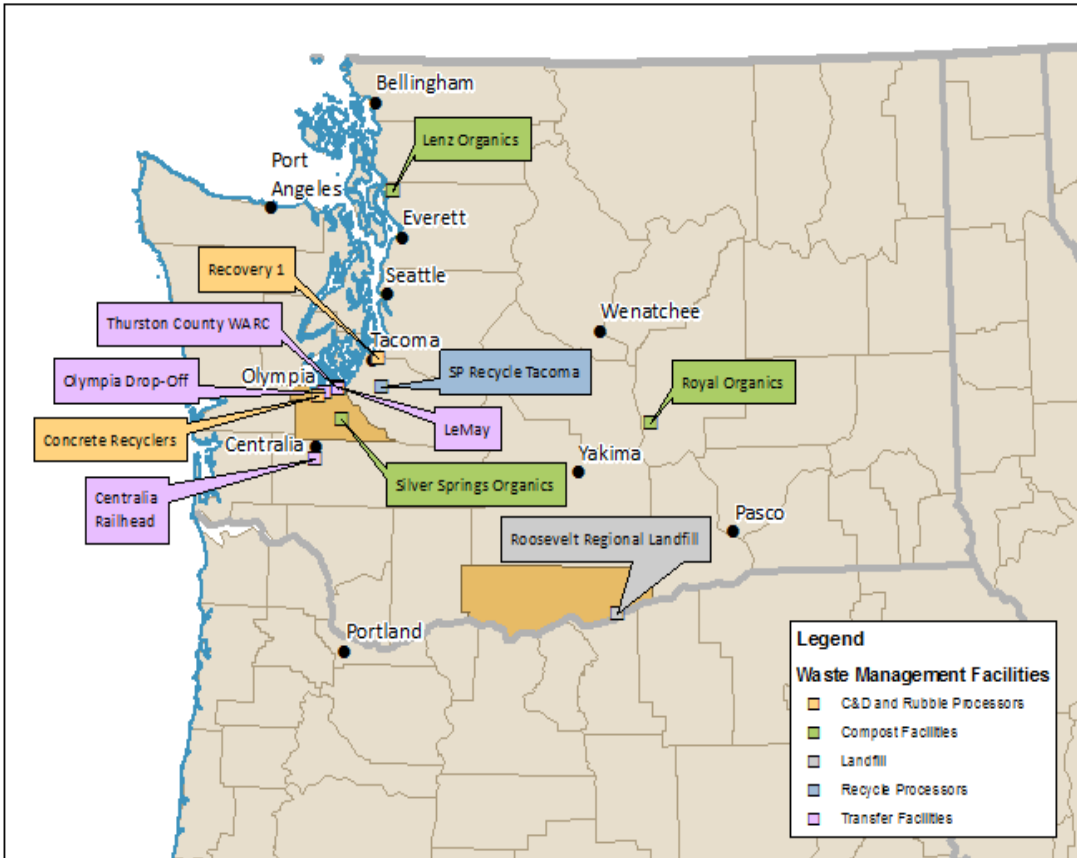 Bellingham
Lenz Organics
Port
Angeles
Everett
Recovery 1
Seattle
Thurston County WARC
Wenatchee
Tacoma
Olympia Drop-Off
Olympia
SP Recycle Tacoma
Royal Organics
Concrete Recyclers
LeMay
Centralia
Yakima
Silver Springs Organics
Centralia
Railhead
Pasco
Roosevelt Regional Landfill
Portland
Legend
Waste Management Facilities
C&D and Rubble Processors
Compost Facilities
Landfill
Recycle Processors
Transfer Facilities